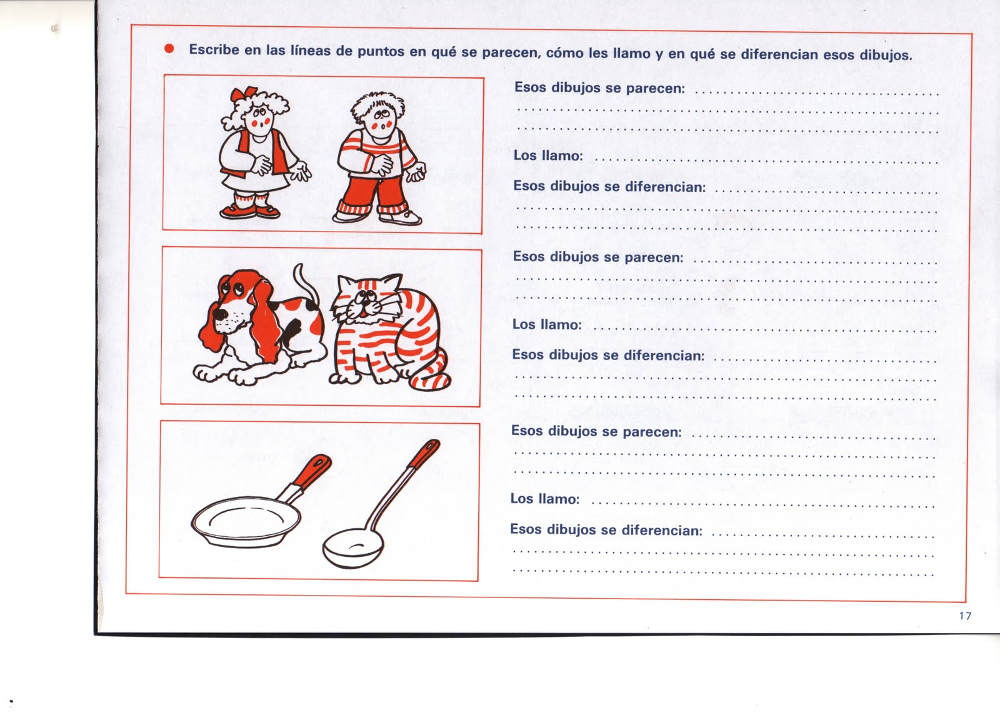 Escribe en las líneas de puntos en qué se parecen, cómo les llamo y en qué se diferencian esos dibujos.
Esos dibujos se parecen:
Los llamo:
Esos dibujos se diferencian:
Esos dibujos se parecen:
Los llamo:
Esos dibujos se diferencian:
Esos dibujos se parecen:
Los llamo:
Esos dibujos se diferencian:
17